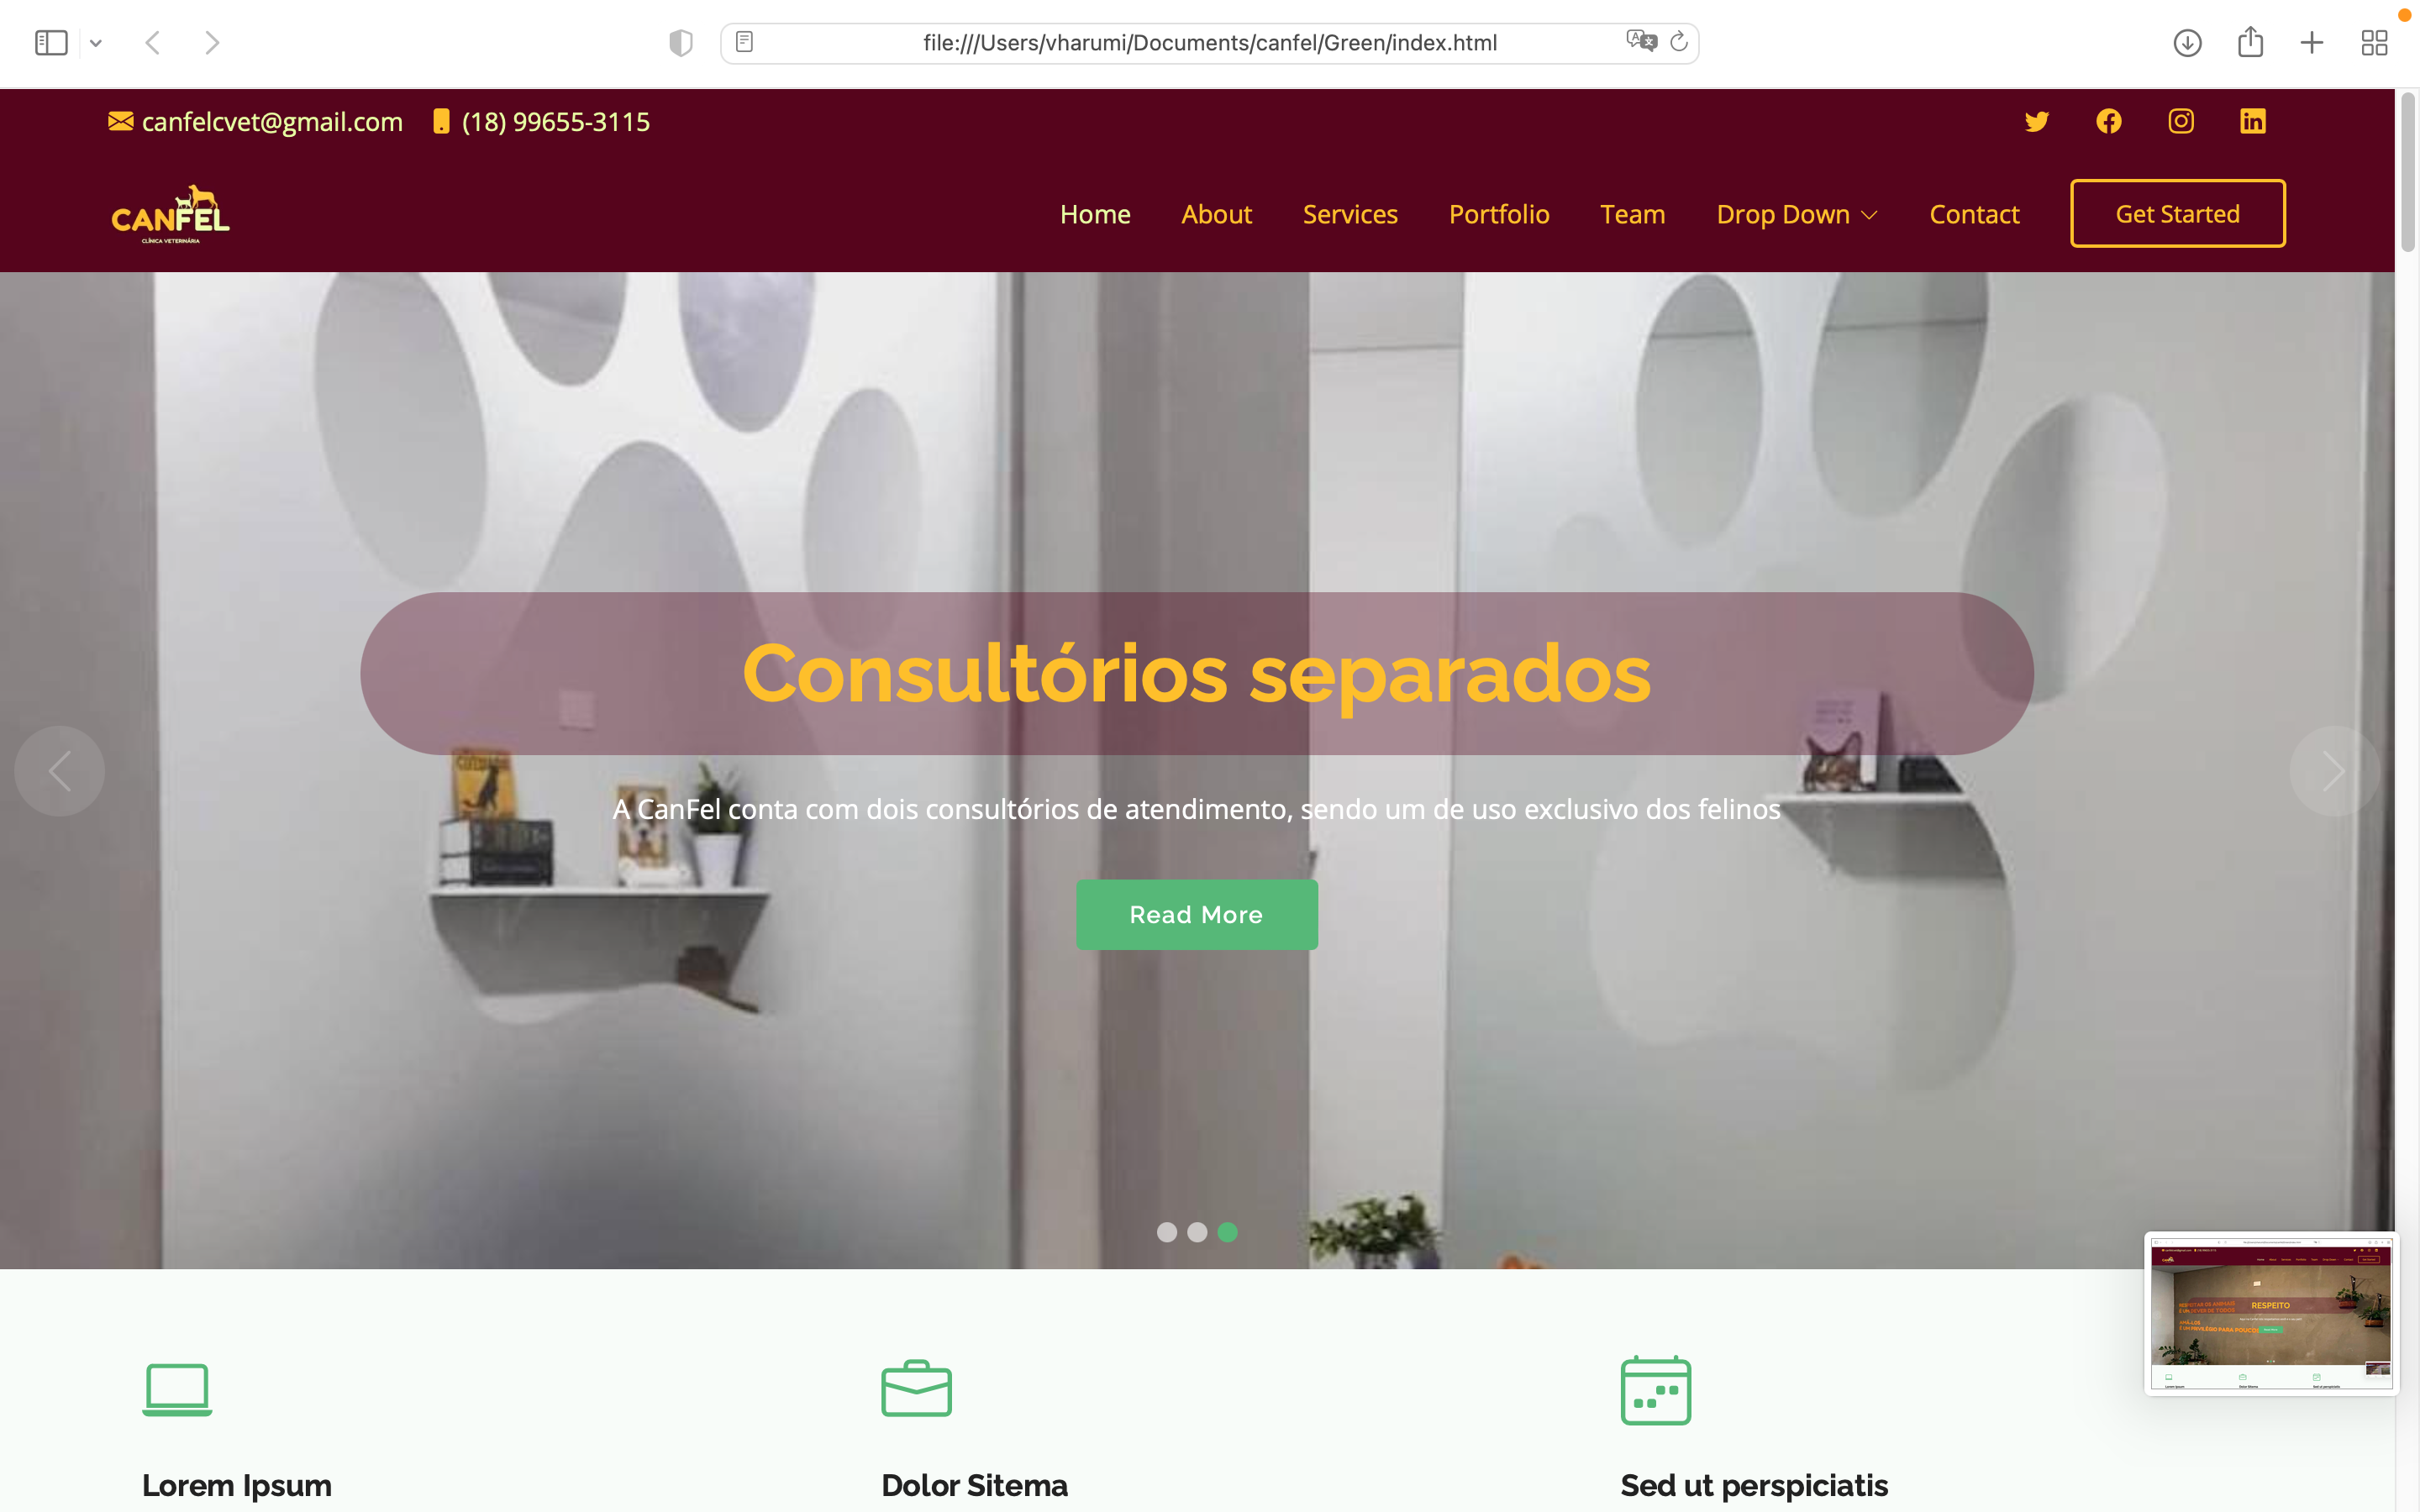 file:///Users/vharumi/Documents/canfel/Green/index.html
canfelcvet@gmail.com (18) 99655-3115
CANFEL
CLÍNICA VETERINÁRIA
Home About Services Portfolio Team Drop Down Contact Get Started
Consultórios separados
A CanFel conta com dois consultórios de atendimento, sendo um de uso exclusivo dos felinos
Read More
RESPEITO
Lorem Ipsum
Dolor Sitema
Sed ut perspiciatis